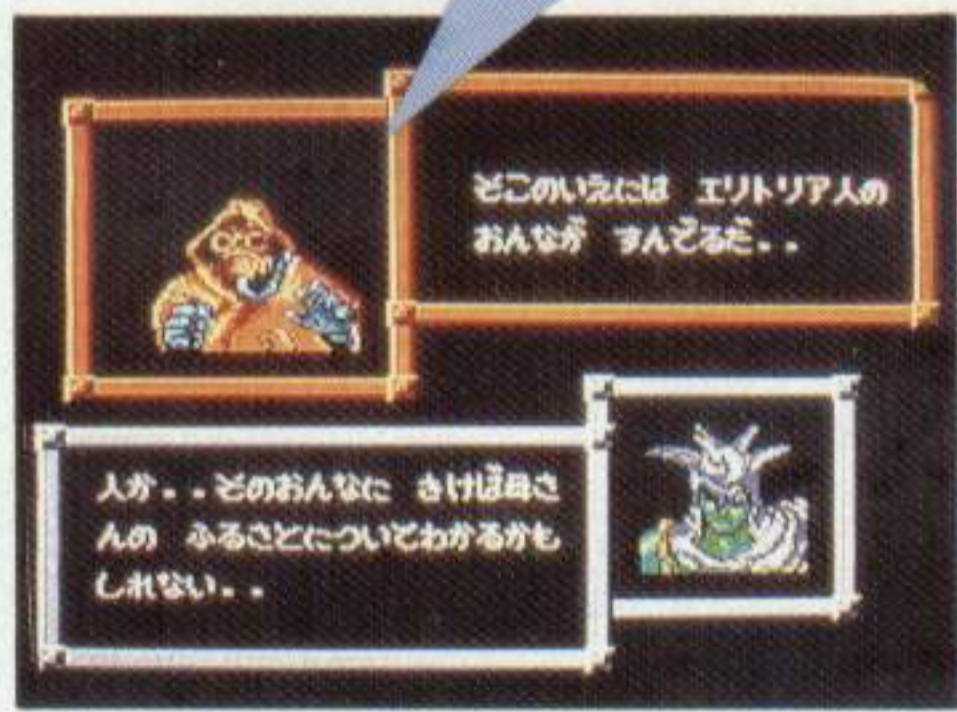 そこのいえには エリトリア人の
おんなが すんでるだ・・
人か・・そのおんなに きけば母さ
んの ふるさとについてわかるかも
しれない・・